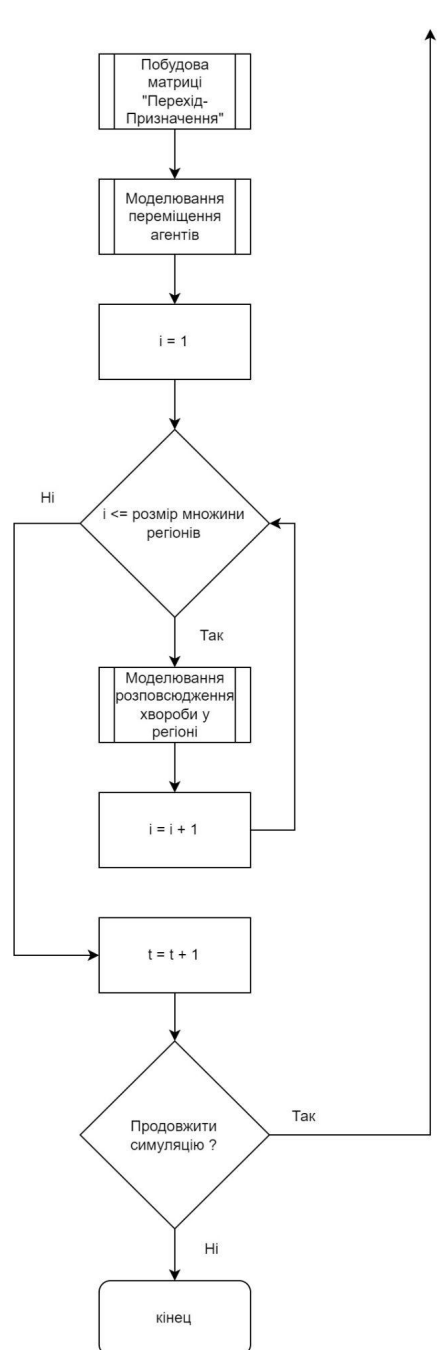 Побудова
матриці
"Перехід-
Призначення"
Моделювання
переміщення
агентів
i = 1
i <= розмір множини
регіонів
Ні
Так
Моделювання
розповсюдження
хвороби у
регіоні
i = i + 1
t = t + 1
Продовжити
симуляцію ?
Так
Ні
кінец